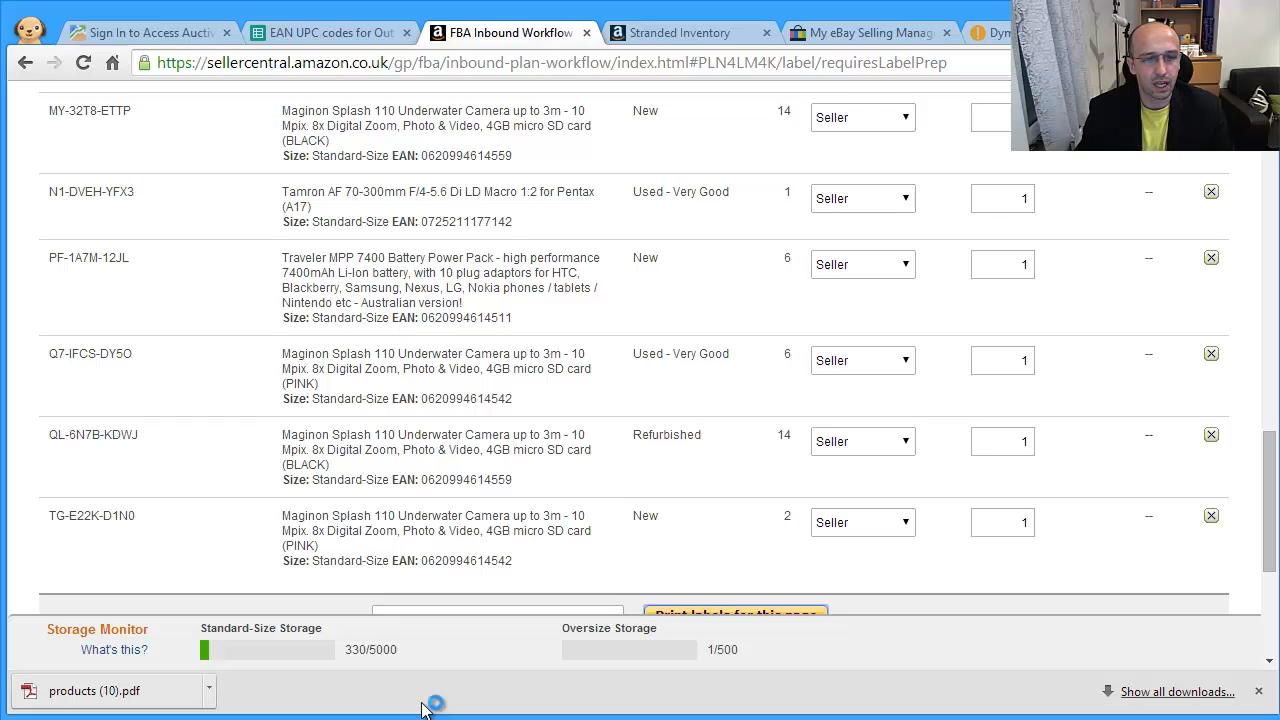 Sign In to Access Auctiv
EAN UPC codes for Out
FBA Inbound Workflow
Stranded Inventory
My eBay Selling Manag
Dym
https://sellercentral.amazon.co.uk/gp/fba/inbound-plan-workflow/index.html#PLN4LM4K/label/requiresLabelPrep
MY-32T8-ETTP
Maginon Splash 110 Underwater Camera up to 3m - 10
Mpix. 8x Digital Zoom, Photo & Video, 4GB micro SD card
(BLACK)
Size: Standard-Size EAN: 0620994614559
New
14
Seller
N1-DVEH-YFX3
Tamron AF 70-300mm F/4-5.6 Di LD Macro 1:2 for Pentax
(A17)
Size: Standard-Size EAN: 0725211177142
Used - Very Good
1
Seller
1
--
PF-1A7M-12JL
Traveler MPP 7400 Battery Power Pack - high performance
7400mAh Li-Ion battery, with 10 plug adaptors for HTC,
Blackberry, Samsung, Nexus, LG, Nokia phones / tablets /
Nintendo etc - Australian version!
Size: Standard-Size EAN: 0620994614511
New
6
Seller
1
--
Q7-IFCS-DY5O
Maginon Splash 110 Underwater Camera up to 3m - 10
Mpix. 8x Digital Zoom, Photo & Video, 4GB micro SD card
(PINK)
Size: Standard-Size EAN: 0620994614542
Used - Very Good
6
Seller
1
--
QL-6N7B-KDWJ
Maginon Splash 110 Underwater Camera up to 3m - 10
Mpix. 8x Digital Zoom, Photo & Video, 4GB micro SD card
(BLACK)
Size: Standard-Size EAN: 0620994614559
Refurbished
14
Seller
1
--
TG-E22K-D1N0
Maginon Splash 110 Underwater Camera up to 3m - 10
Mpix. 8x Digital Zoom, Photo & Video, 4GB micro SD card
(PINK)
Size: Standard-Size EAN: 0620994614542
New
2
Seller
1
--
Print labels for this page
Storage Monitor
What's this?
Standard-Size Storage
330/5000
Oversize Storage
1/500
products (10).pdf
Show all downloads...